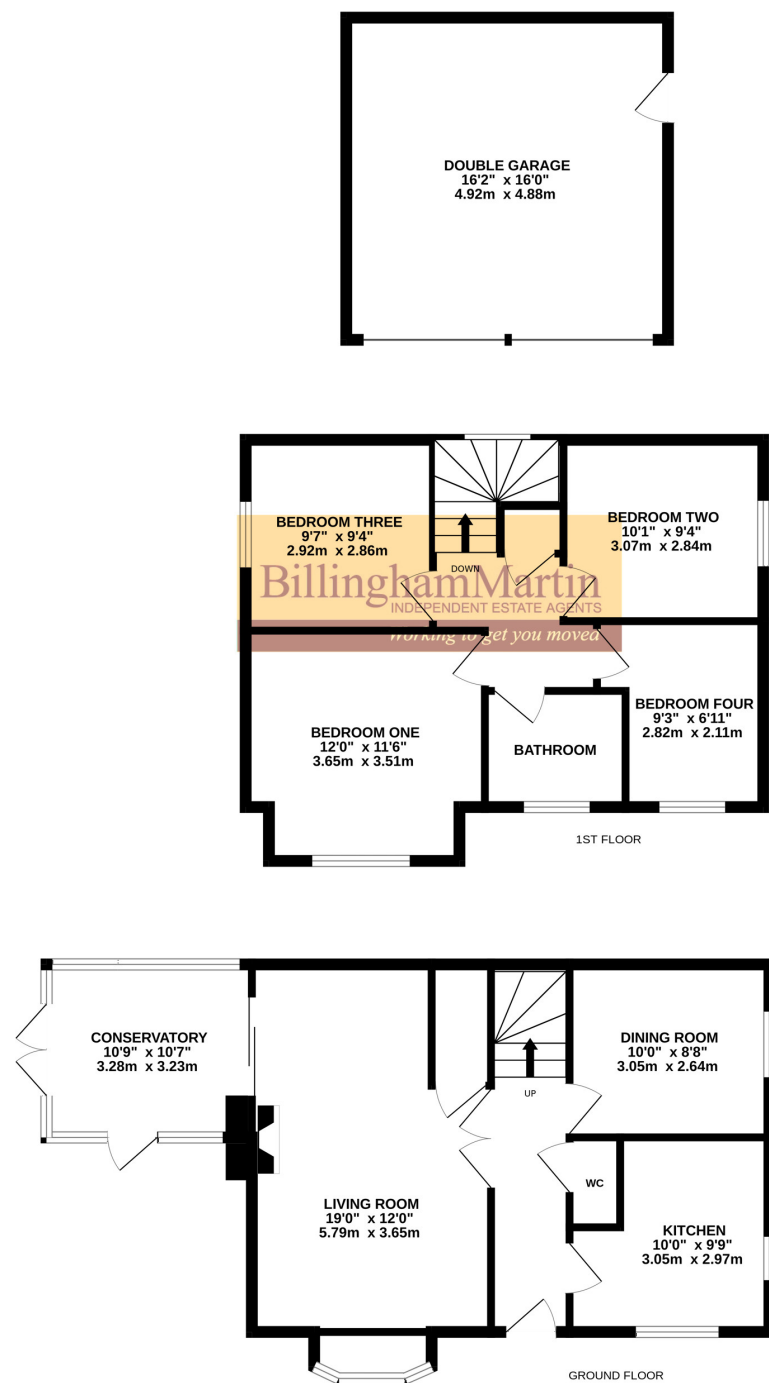 DOUBLE GARAGE
16'2" x 16'0"
4.92m x 4.88m
BEDROOM THREE
9'7" x 9'4"
2.92m x 2.86m
DOWN
BEDROOM TWO
10'1" x 9'4"
3.07m x 2.84m
BillinghamMartin
INDEPENDENT ESTATE AGENTS
Working to get you moved
BEDROOM ONE
12'0" x 11'6"
3.65m x 3.51m
BATHROOM
BEDROOM FOUR
9'3" x 6'11"
2.82m x 2.11m
1ST FLOOR
CONSERVATORY
10'9" x 10'7"
3.28m x 3.23m
UP
DINING ROOM
10'0" x 8'8"
3.05m x 2.64m
WC
LIVING ROOM
19'0" x 12'0"
5.79m x 3.65m
KITCHEN
10'0" x 9'9"
3.05m x 2.97m
GROUND FLOOR